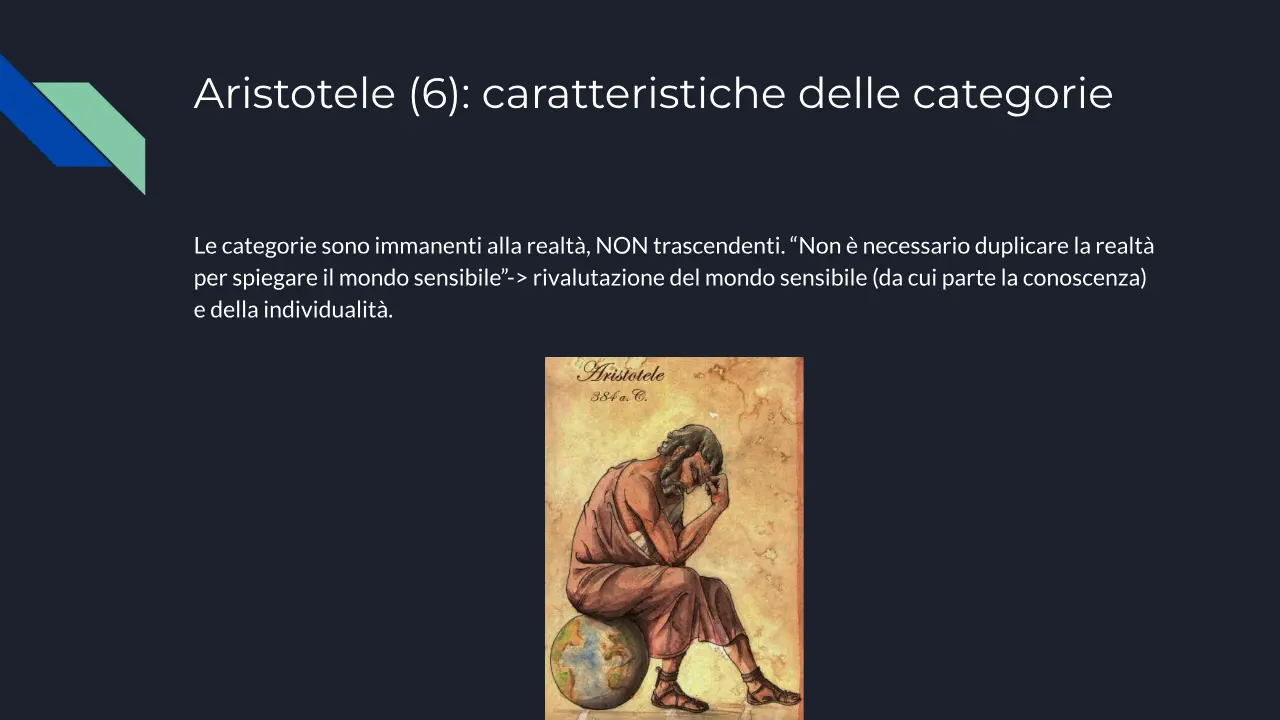 Aristotele (6): caratteristiche delle categorie
Le categorie sono immanenti alla realtà, NON trascendenti. “Non è necessario duplicare la realtà
per spiegare il mondo sensibile”-> rivalutazione del mondo sensibile (da cui parte la conoscenza)
e della individualità.
Aristotele
384 a.C.